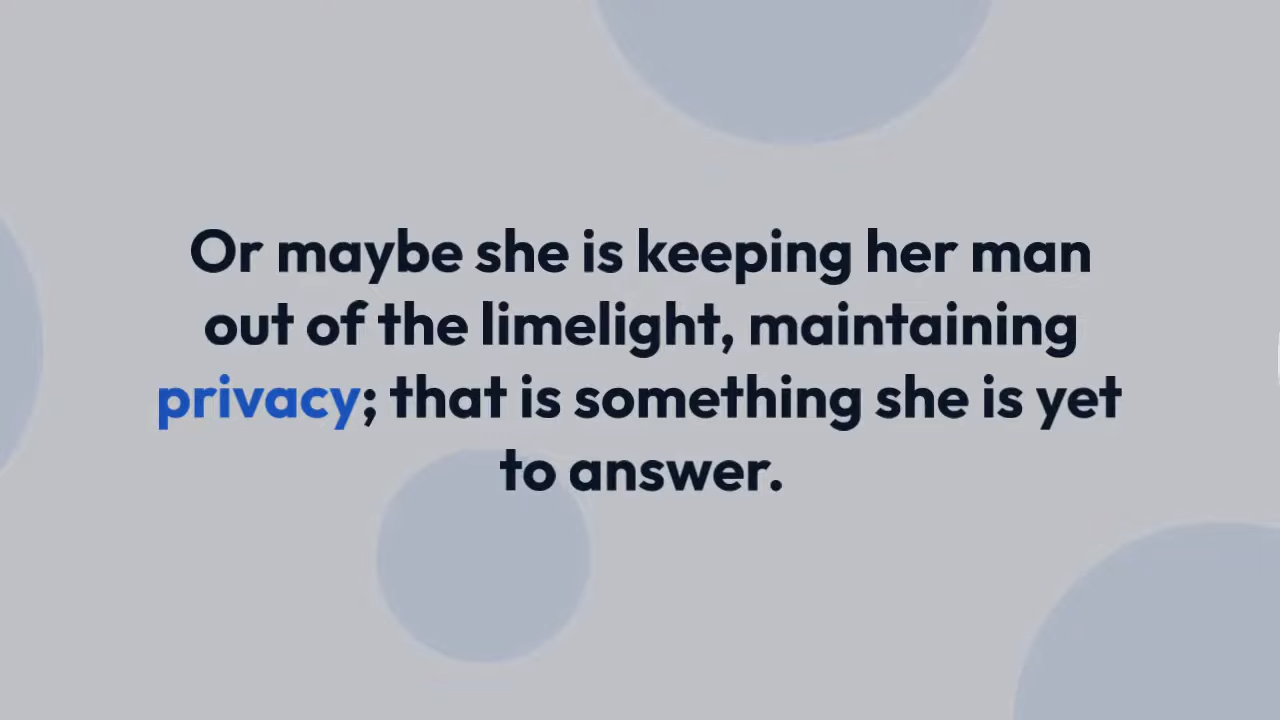 Or maybe she is keeping her man
out of the limelight, maintaining
privacy; that is something she is yet
to answer.